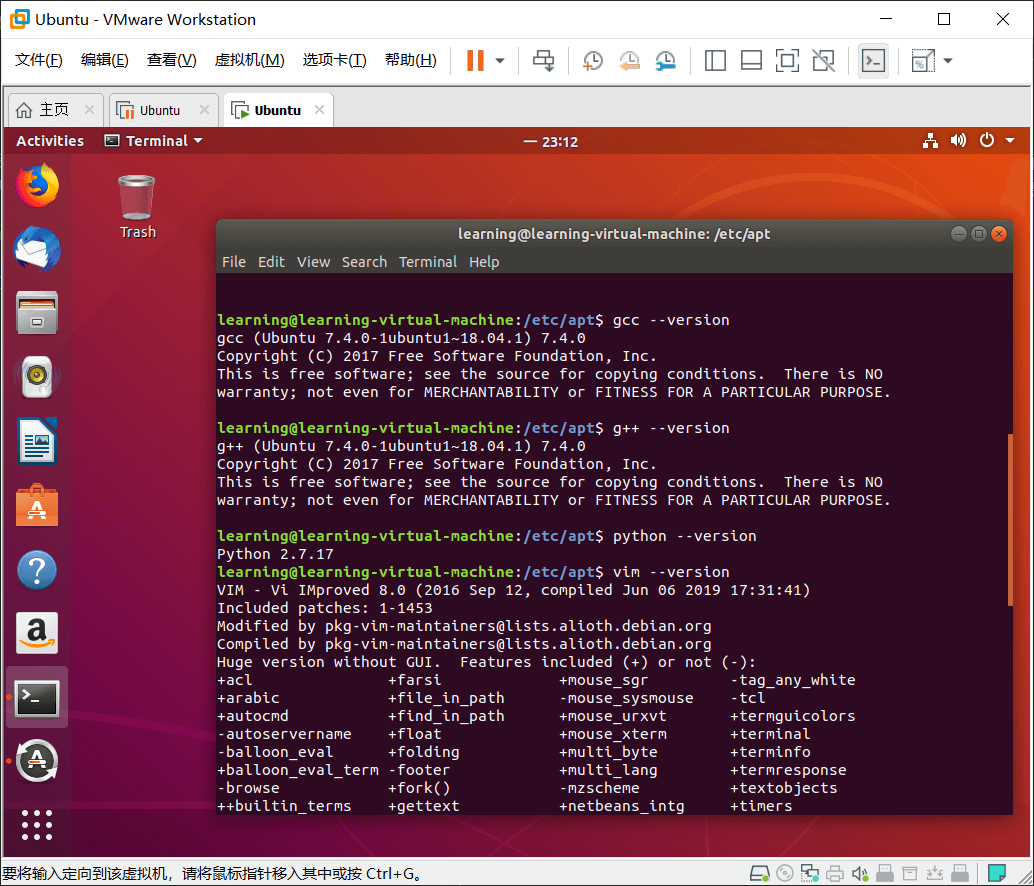 Ubuntu - VMware Workstation
文件(F) 编辑(E) 查看(V) 虚拟机(M) 选项卡(T) 帮助(H)
主页 Ubuntu Ubuntu
Activities Terminal 23:12
Trash
learning@learning-virtual-machine: /etc/apt
File Edit View Search Terminal Help
learning@learning-virtual-machine:/etc/apt$ gcc --version
gcc (Ubuntu 7.4.0-1ubuntu1~18.04.1) 7.4.0
Copyright (C) 2017 Free Software Foundation, Inc.
This is free software; see the source for copying conditions.  There is NO
warranty; not even for MERCHANTABILITY or FITNESS FOR A PARTICULAR PURPOSE.
learning@learning-virtual-machine:/etc/apt$ g++ --version
g++ (Ubuntu 7.4.0-1ubuntu1~18.04.1) 7.4.0
Copyright (C) 2017 Free Software Foundation, Inc.
This is free software; see the source for copying conditions.  There is NO
warranty; not even for MERCHANTABILITY or FITNESS FOR A PARTICULAR PURPOSE.
learning@learning-virtual-machine:/etc/apt$ python --version
Python 2.7.17
learning@learning-virtual-machine:/etc/apt$ vim --version
VIM - Vi IMproved 8.0 (2016 Sep 12, compiled Jun 06 2019 17:31:41)
Included patches: 1-1453
Modified by pkg-vim-maintainers@lists.alioth.debian.org
Compiled by pkg-vim-maintainers@lists.alioth.debian.org
Huge version without GUI.  Features included (+) or not (-):
+acl +farsi +mouse_sgr -tag_any_white
+arabic +file_in_path -mouse_sysmouse -tcl
+autocmd +find_in_path +mouse_urxvt +termguicolors
-autoservername +float +mouse_xterm +terminal
-balloon_eval +folding +multi_byte +terminfo
+balloon_eval_term -footer +multi_lang +termresponse
-browse +fork() -mzscheme +textobjects
++builtin_terms +gettext +netbeans_intg +timers
要将输入定向到该虚拟机，请将鼠标指针移入其中或按 Ctrl+G。